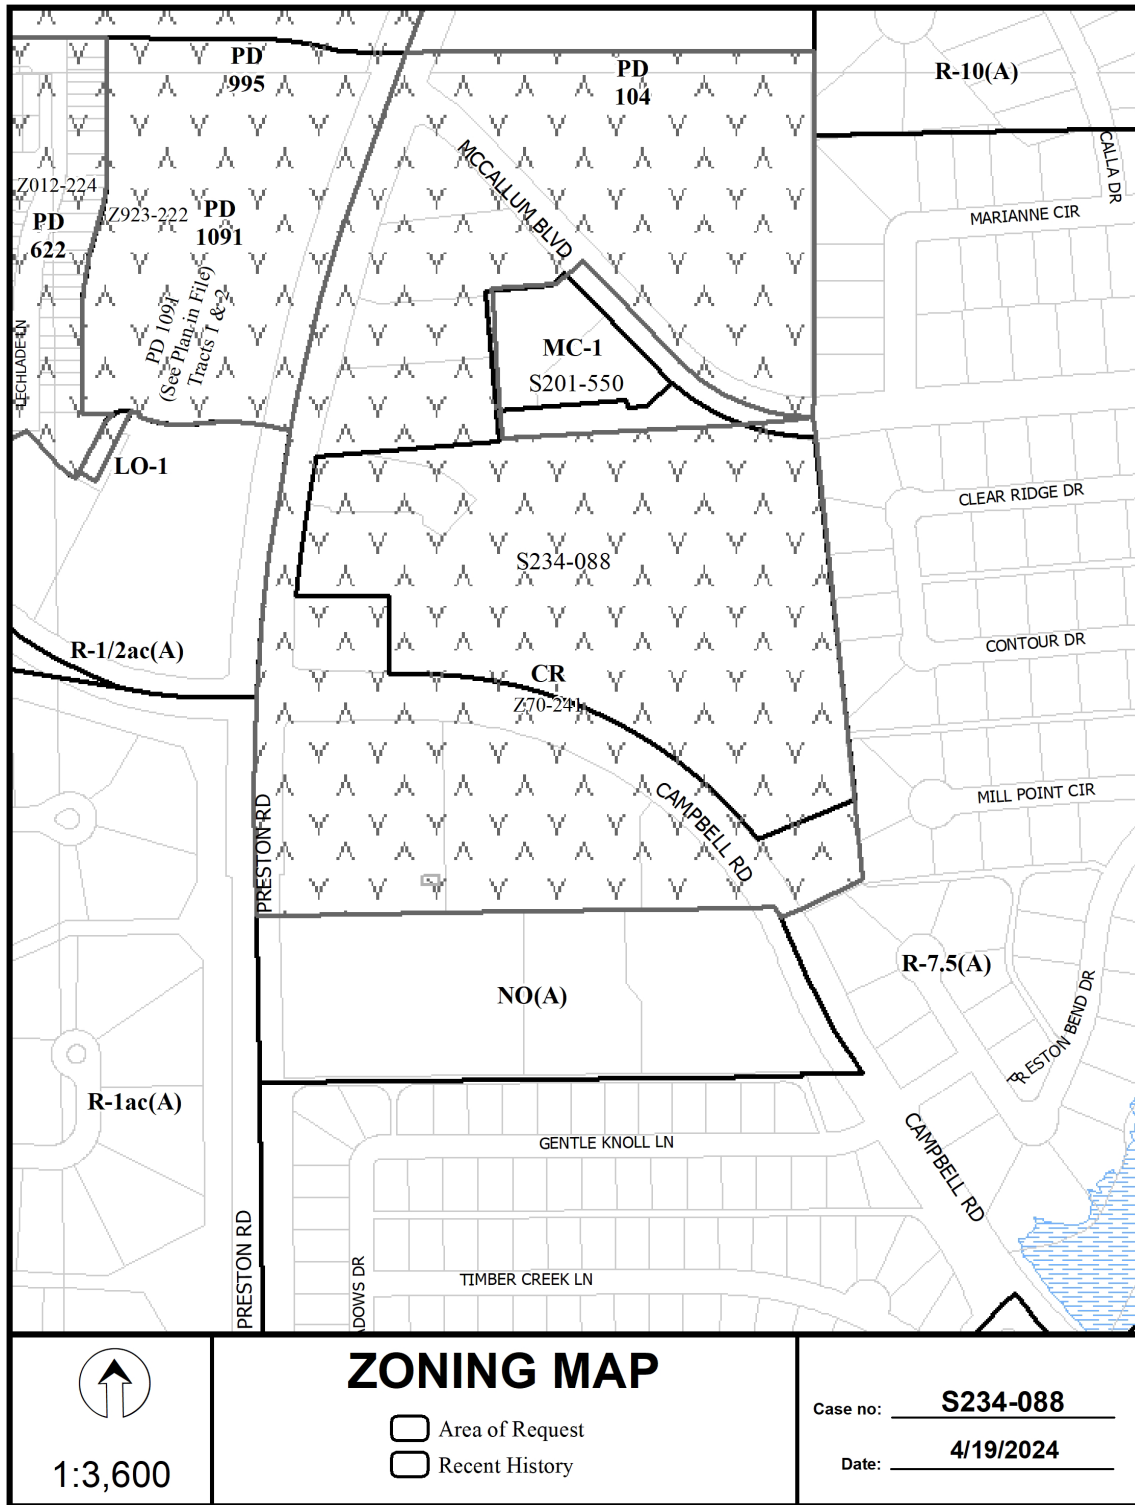 PD
995
PD
104
R-10(A)
CALLA DR
MCCALLUM BLVD
Z012-224
PD
622
Z923-222
PD
1091
MARIANNE CIR
PD 1091
(See Plan in File)
Tracts 1 & 2
LECHLADE LN
MC-1
S201-550
LO-1
CLEAR RIDGE DR
S234-088
R-1/2ac(A)
CONTOUR DR
CR
Z70-241
CAMPBELL RD
MILL POINT CIR
PRESTON RD
R-7.5(A)
NO(A)
PRESTON BEND DR
R-1ac(A)
GENTLE KNOLL LN
CAMPBELL RD
PRESTON RD
ADOWS DR
TIMBER CREEK LN
1:3,600
ZONING MAP
Area of Request
Recent History
Case no: S234-088
Date: 4/19/2024